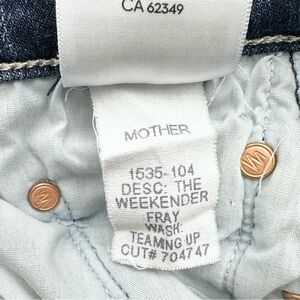 CA 62349
MOTHER
1535-104
DESC: THE
WEEKENDER
FRAY
WASH:
TEAMING UP
CUT# 704747